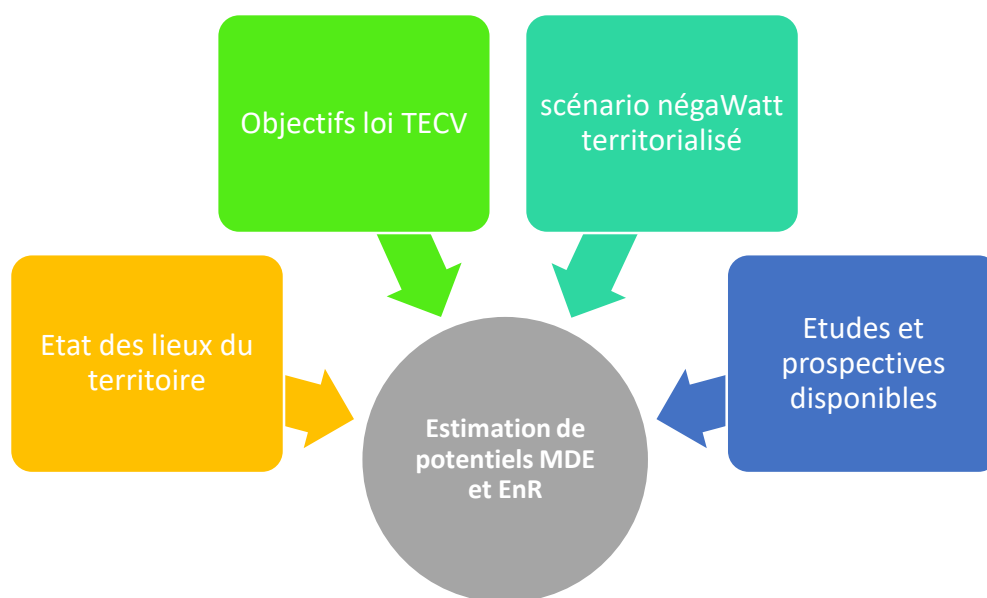 Objectifs loi TECV
scénario négaWatt
territorialisé
Etat des lieux du
territoire
Etudes et
prospectives
disponibles
Estimation de
potentiels MDE
et EnR